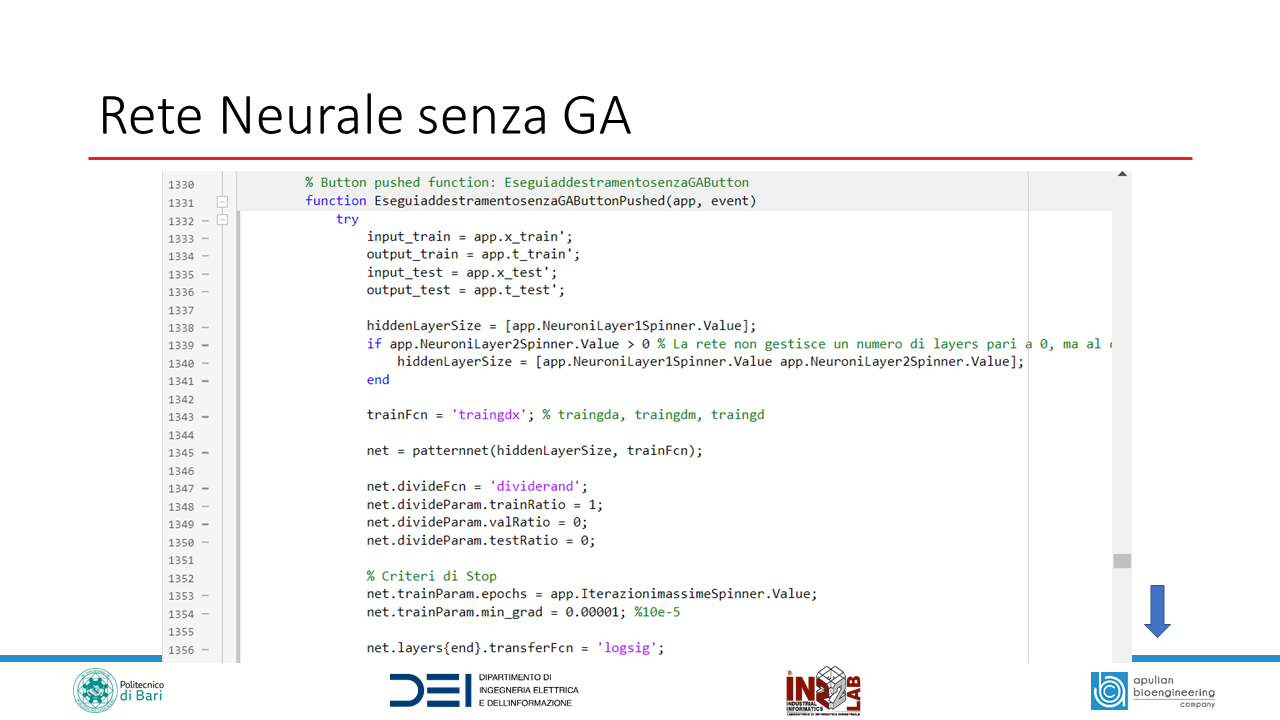 Rete Neurale senza GA
1330 % Button pushed function: EseguiaddestramentosenzaGAButton
1331 function EseguiaddestramentosenzaGAButtonPushed(app, event)
1332 try
1333 input_train = app.x_train';
1334 output_train = app.t_train';
1335 input_test = app.x_test';
1336 output_test = app.t_test';
1337
1338 hiddenLayerSize = [app.NeuroniLayer1Spinner.Value];
1339 if app.NeuroniLayer2Spinner.Value > 0 % La rete non gestisce un numero di layers pari a 0, ma al
1340 hiddenLayerSize = [app.NeuroniLayer1Spinner.Value app.NeuroniLayer2Spinner.Value];
1341 end
1342
1343 trainFcn = 'traingdx'; % traingda, traingdm, traingd
1344
1345 net = patternnet(hiddenLayerSize, trainFcn);
1346
1347 net.divideFcn = 'dividerand';
1348 net.divideParam.trainRatio = 1;
1349 net.divideParam.valRatio = 0;
1350 net.divideParam.testRatio = 0;
1351
1352 % Criteri di Stop
1353 net.trainParam.epochs = app.IterazionimassimeSpinner.Value;
1354 net.trainParam.min_grad = 0.00001; %10e-5
1355
1356 net.layers{end}.transferFcn = 'logsig';
Politecnico
di Bari
DEI
DIPARTIMENTO DI
INGEGNERIA ELETTRICA
E DELL'INFORMAZIONE
INDUSTRIAL
INFORMATICS
LAB
LABORATORIO DI INFORMATICA INDUSTRIALE
apulian
bioengineering
company